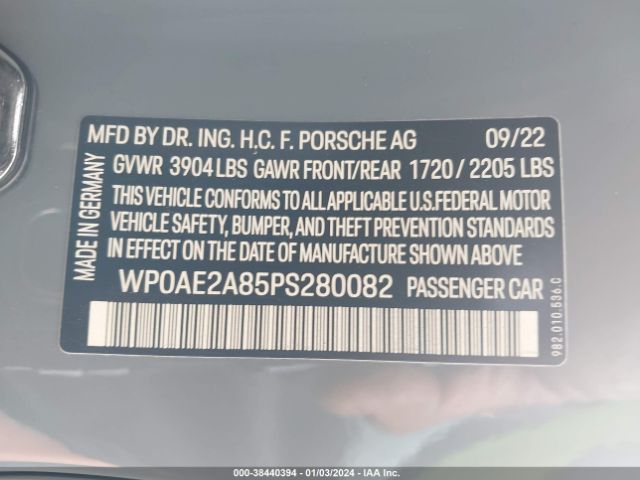 MFD BY DR. ING. H.C. F. PORSCHE AG 09/22
GVWR 3904 LBS GAWR FRONT/REAR 1720 / 2205 LBS
THIS VEHICLE CONFORMS TO ALL APPLICABLE U.S.FEDERAL MOTOR
VEHICLE SAFETY, BUMPER, AND THEFT PREVENTION STANDARDS
IN EFFECT ON THE DATE OF MANUFACTURE SHOWN ABOVE
WP0AE2A85PS280082 PASSENGER CAR
MADE IN GERMANY
982.010.536.C
000-38440394 - 01/03/2024 - IAA